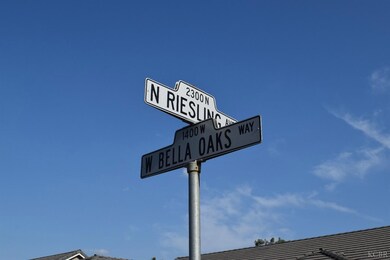 2300 N
N RIESLING
1400 W
W BELLA OAKS WAY